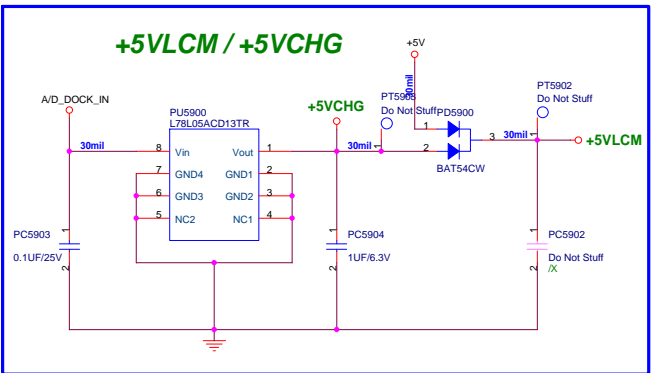 +5VLCM / +5VCHG
+5V
A/D_DOCK_IN
PU5900
L78L05ACD13TR
+5VCHG
PT5903
Do Not Stuff
PT5902
Do Not Stuff
30mil
PD5900
30mil
8 Vin
Vout 1
30mil
1
1
2
3
30mil
1
+5VLCM
BAT54CW
7 GND4
GND1 2
6 GND3
GND2 3
5 NC2
NC1 4
PC5903
1
2
0.1UF/25V
PC5904
1
2
1UF/6.3V
PC5902
1
2
Do Not Stuff
/X